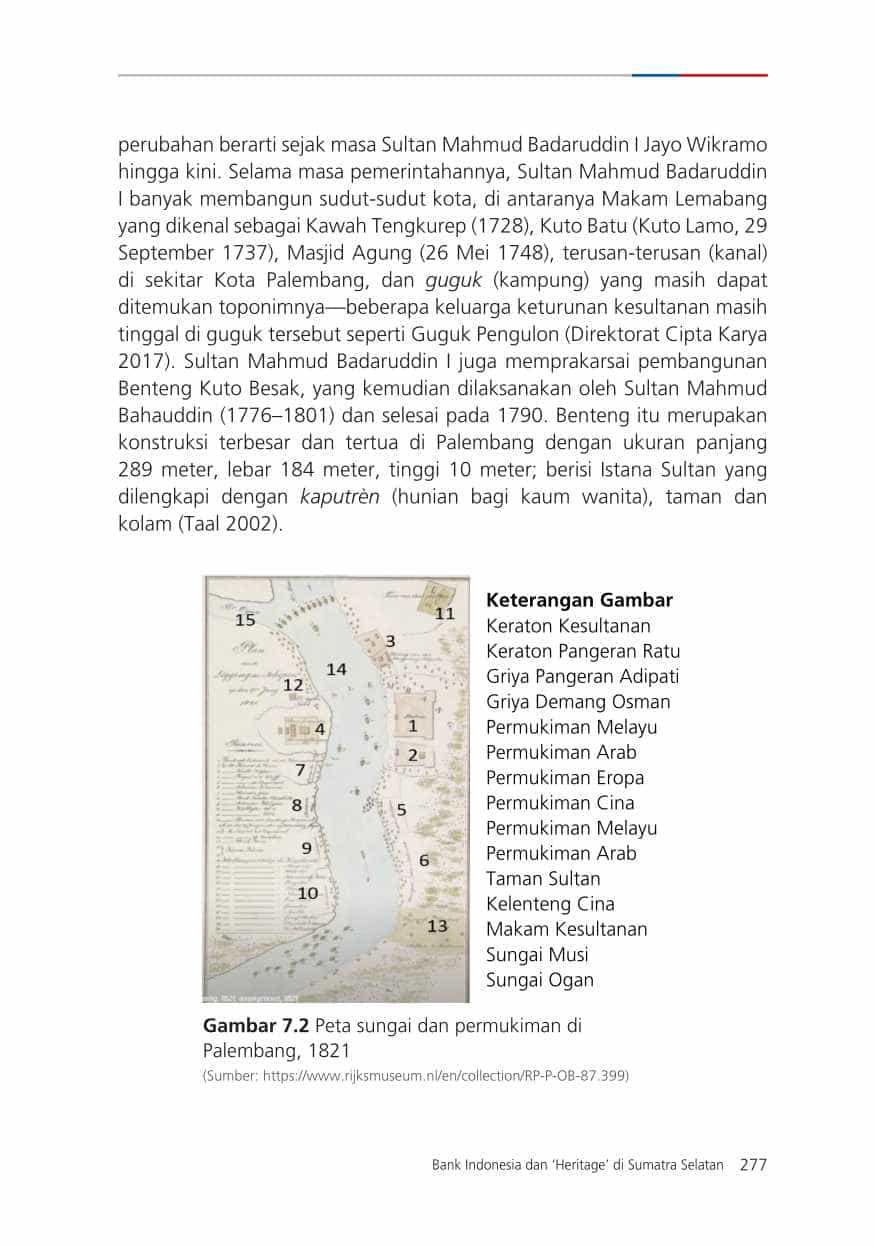 perubahan berarti sejak masa Sultan Mahmud Badaruddin I Jayo Wikramo
hingga kini. Selama masa pemerintahannya, Sultan Mahmud Badaruddin
I banyak membangun sudut-sudut kota, di antaranya Makam Lemabang
yang dikenal sebagai Kawah Tengkurep (1728), Kuto Batu (Kuto Lamo, 29
September 1737), Masjid Agung (26 Mei 1748), terusan-terusan (kanal)
di sekitar Kota Palembang, dan guguk (kampung) yang masih dapat
ditemukan toponimnya—beberapa keluarga keturunan kesultanan masih
tinggal di guguk tersebut seperti Guguk Pengulon (Direktorat Cipta Karya
2017). Sultan Mahmud Badaruddin I juga memprakarsai pembangunan
Benteng Kuto Besak, yang kemudian dilaksanakan oleh Sultan Mahmud
Bahauddin (1776–1801) dan selesai pada 1790. Benteng itu merupakan
konstruksi terbesar dan tertua di Palembang dengan ukuran panjang
289 meter, lebar 184 meter, tinggi 10 meter; berisi Istana Sultan yang
dilengkapi dengan kaputrèn (hunian bagi kaum wanita), taman dan
kolam (Taal 2002).
15
11
3
Plan
14
12
1821
4
1
2
7
8
5
9
6
10
13
Keterangan Gambar
Keraton Kesultanan
Keraton Pangeran Ratu
Griya Pangeran Adipati
Griya Demang Osman
Permukiman Melayu
Permukiman Arab
Permukiman Eropa
Permukiman Cina
Permukiman Melayu
Permukiman Arab
Taman Sultan
Kelenteng Cina
Makam Kesultanan
Sungai Musi
Sungai Ogan
Gambar 7.2 Peta sungai dan permukiman di
Palembang, 1821
(Sumber: https://www.rijksmuseum.nl/en/collection/RP-P-OB-87.399)
Bank Indonesia dan ‘Heritage’ di Sumatra Selatan 277